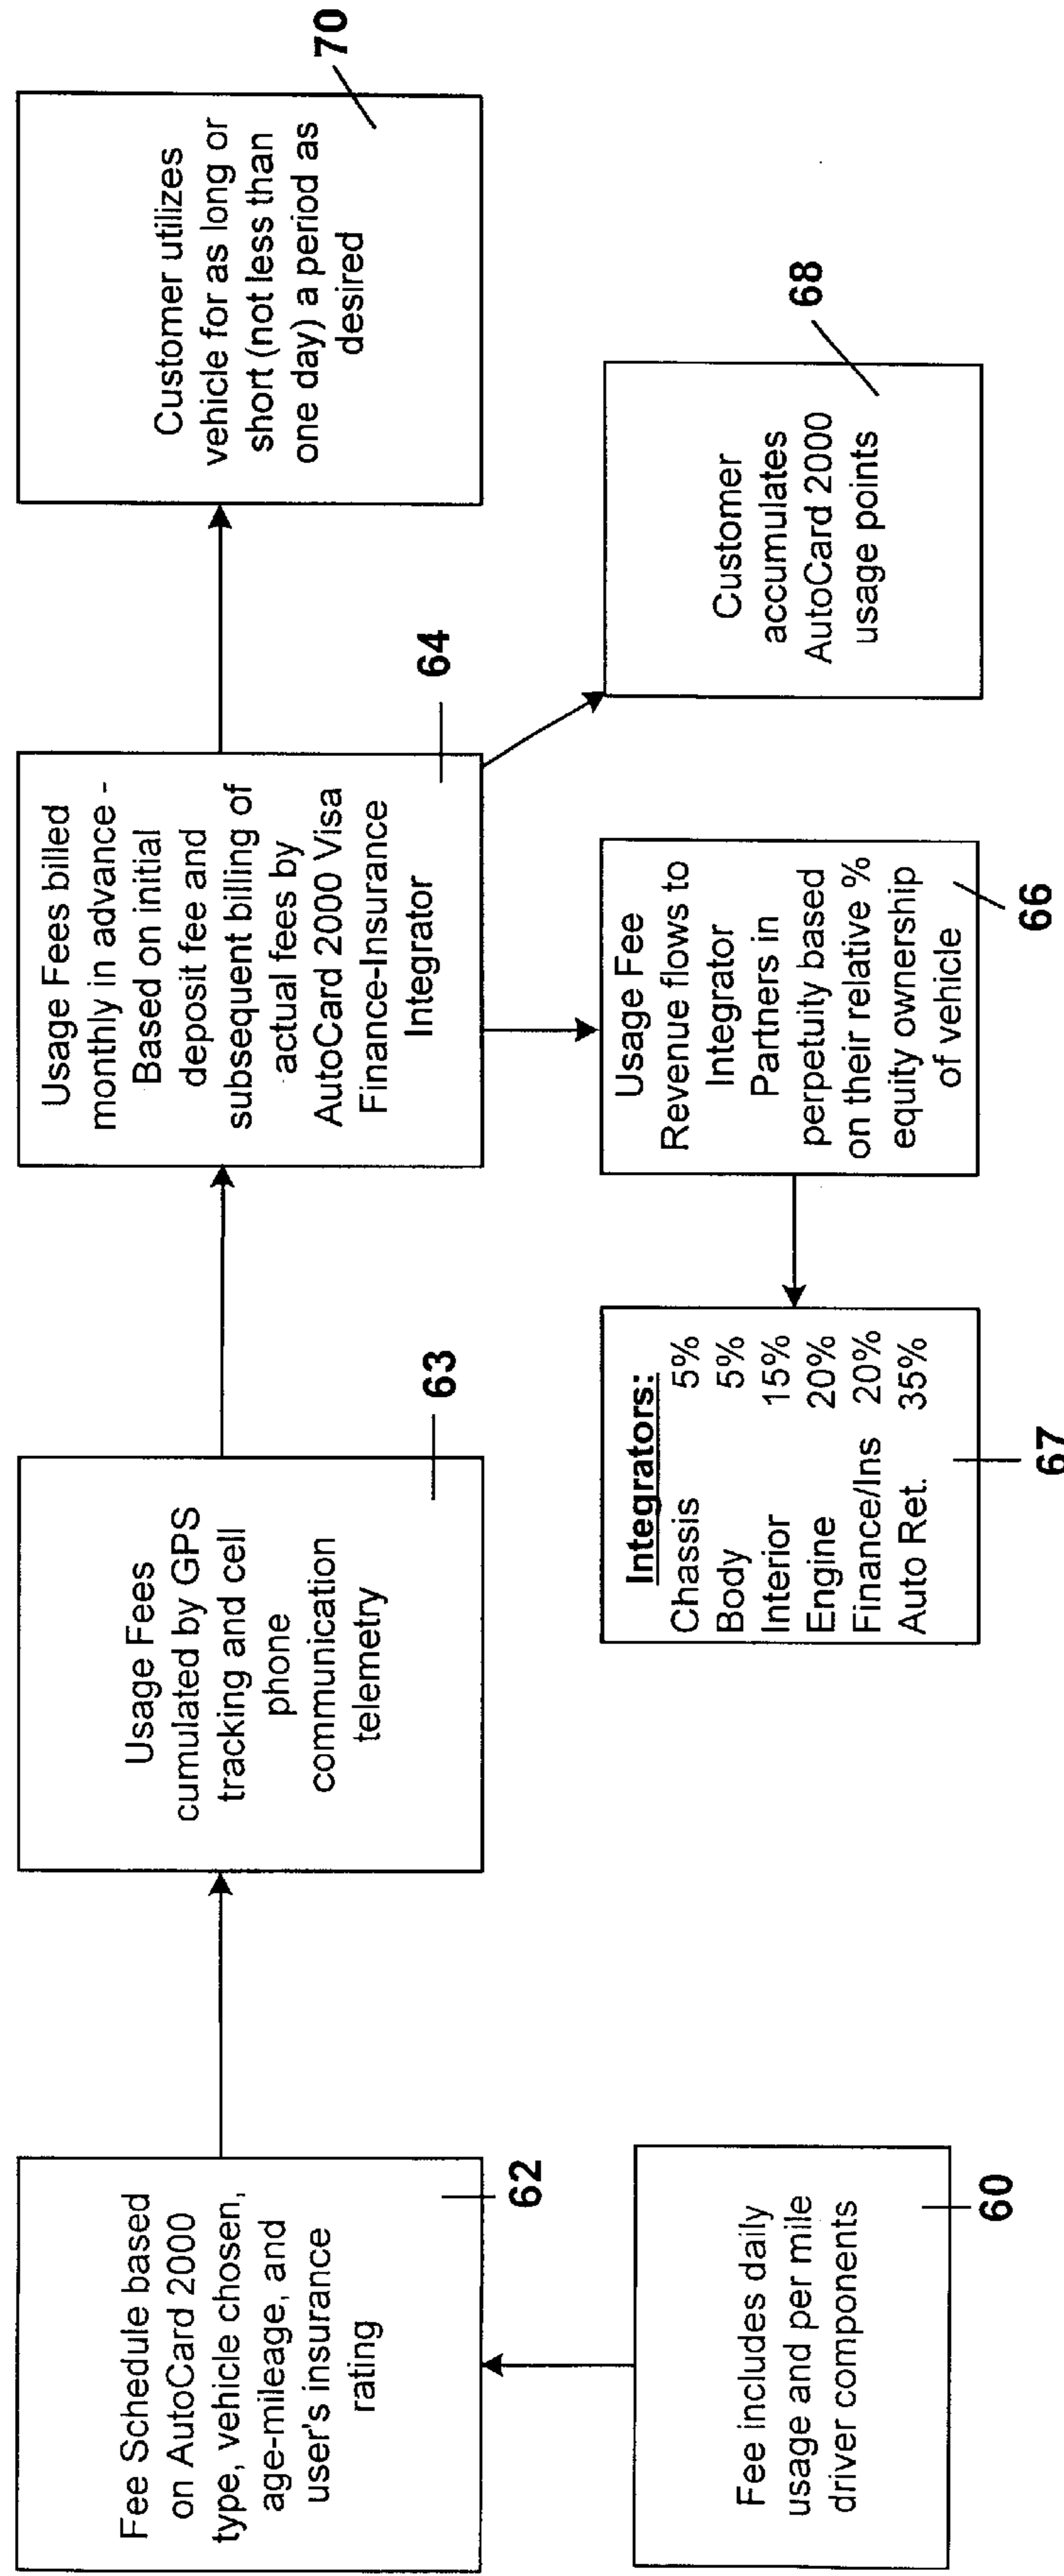 Fee Schedule based
on AutoCard 2000
type, vehicle chosen,
age-mileage, and
user's insurance
rating
62
Fee includes daily
usage and per mile
driver components
60
Usage Fees
cumulated by GPS
tracking and cell
phone
communication
telemetry
63
Usage Fees billed
monthly in advance -
Based on initial
deposit fee and
subsequent billing of
actual fees by
AutoCard 2000 Visa
Finance-Insurance
Integrator
64
Usage Fee
Revenue flows to
Integrator
Partners in
perpetuity based
on their relative %
equity ownership
of vehicle
66
Integrators:
Chassis 5%
Body 5%
Interior 15%
Engine 20%
Finance/Ins 20%
Auto Ret. 35%
67
Customer
accumulates
AutoCard 2000
usage points
68
Customer utilizes
vehicle for as long or
short (not less than
one day) a period as
desired
70